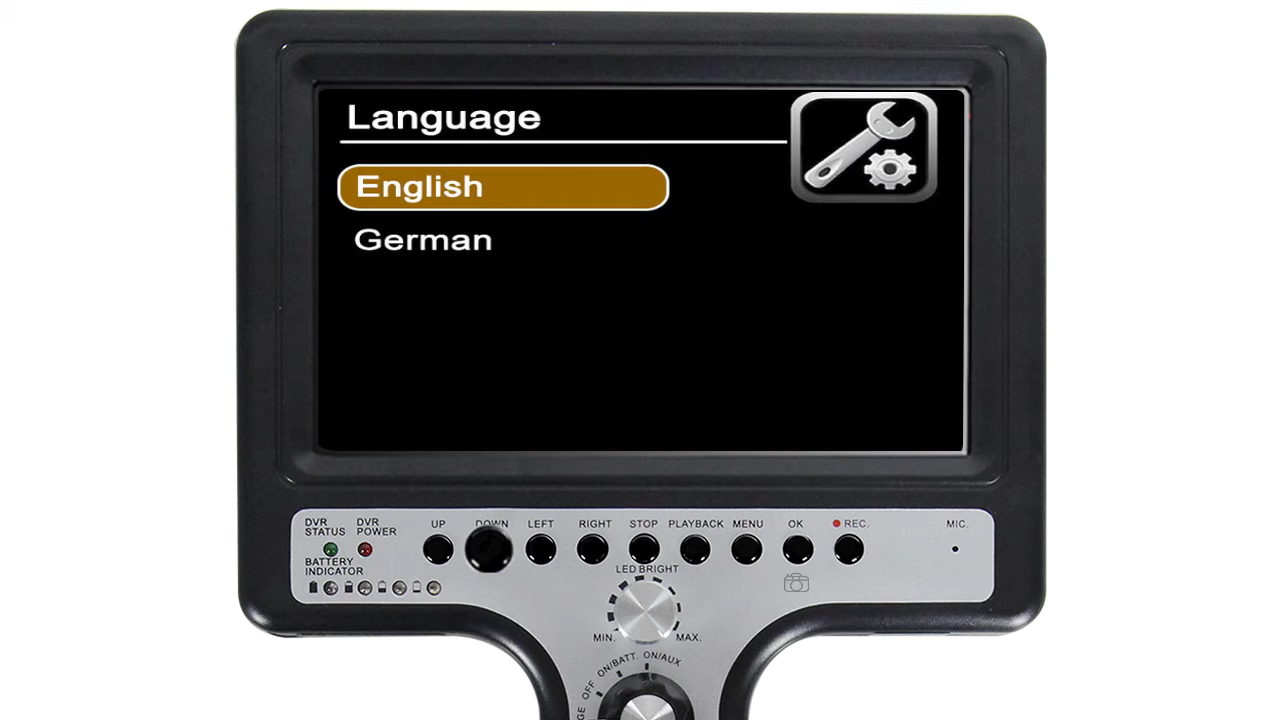 Language
English
German
DVR STATUS
DVR POWER
UP
DOWN
LEFT
RIGHT
STOP
PLAYBACK
MENU
OK
REC.
MIC.
BATTERY INDICATOR
LED BRIGHT
MIN.
MAX.
OFF
ON/BATT.
ON/AUX